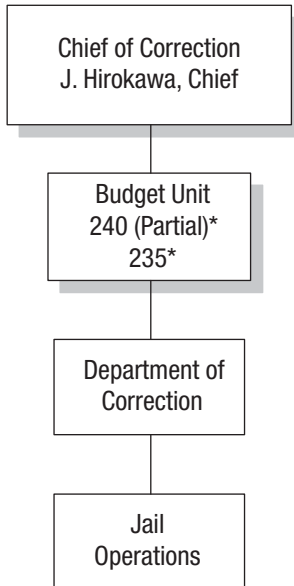 Chief of Correction
J. Hirokawa, Chief
Budget Unit
240 (Partial)*
235*
Department of
Correction
Jail
Operations